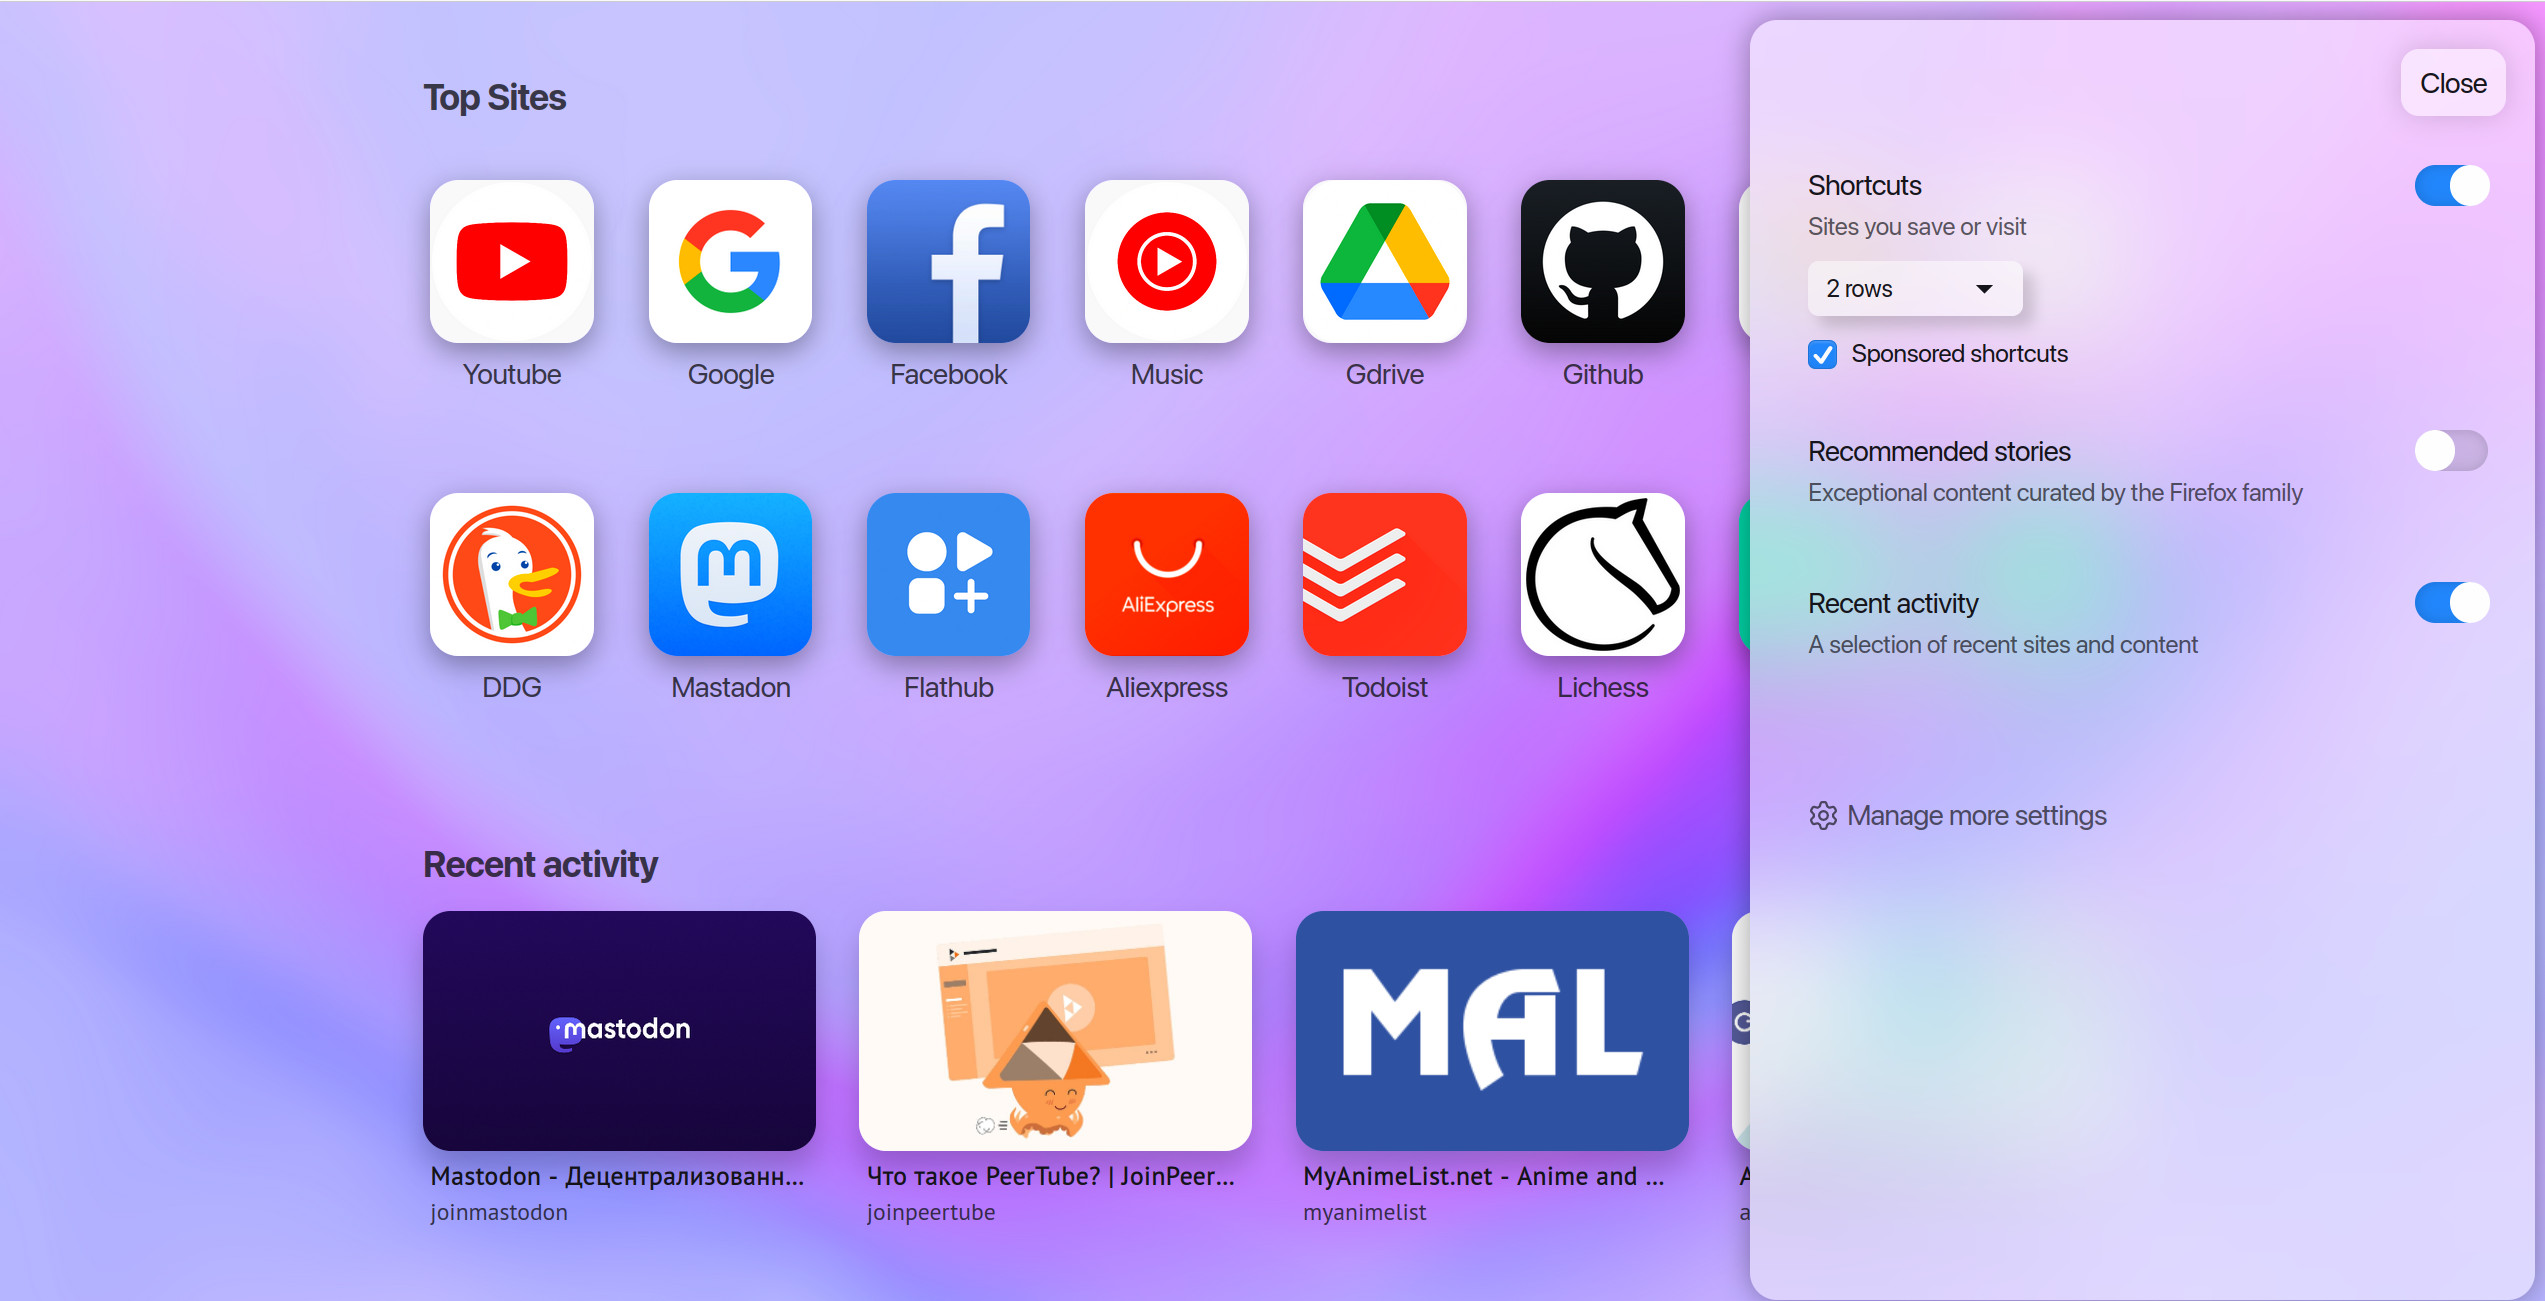 Top Sites
Close
Youtube
Google
Facebook
Music
Gdrive
Github
Shortcuts
Sites you save or visit
2 rows
Sponsored shortcuts
Recommended stories
Exceptional content curated by the Firefox family
AliExpress
DDG
Mastadon
Flathub
Aliexpress
Todoist
Lichess
Recent activity
A selection of recent sites and content
Manage more settings
Recent activity
mastodon
MAL
Mastodon - Децентрализованн...
joinmastodon
Что такое PeerTube? | JoinPeer...
joinpeertube
MyAnimeList.net - Anime and ...
myanimelist